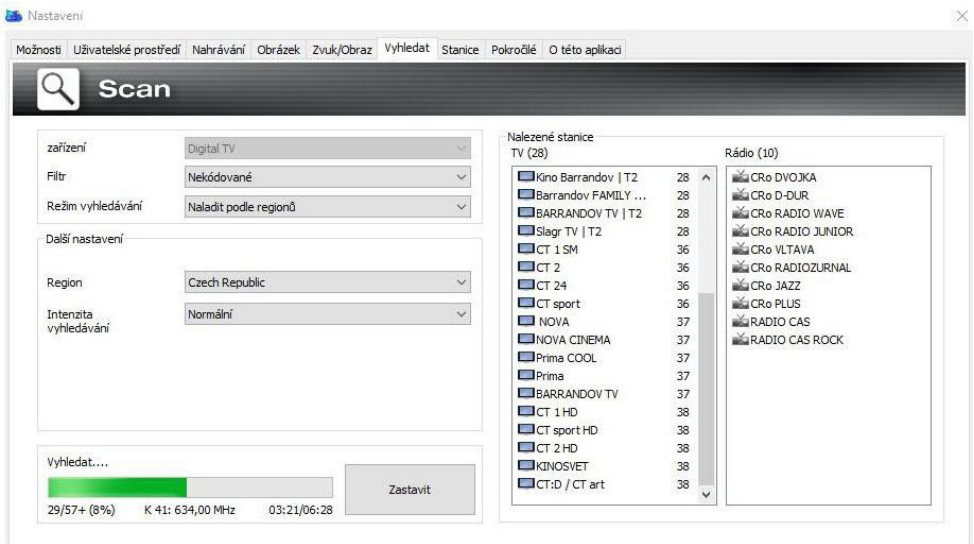 Nastavení
Možnosti Uživatelské prostředí Nahrávání Obrázek Zvuk/Obraz Vyhledat Stanice Pokročilé O této aplikaci
Scan
zařízení Digital TV
Filtr Nekódované
Režim vyhledávání Naladit podle regionů
Další nastavení
Region Czech Republic
Intenzita vyhledávání Normální
Vyhledat....
Zastavit
29/57+ (8%) K 41: 634,00 MHz 03:21/06:28
Nalezené stanice
TV (28)
Kino Barrandov | T2 28
Barrandov FAMILY ... 28
BARRANDOV TV | T2 28
Slagr TV | T2 28
CT 1 SM 36
CT 2 36
CT 24 36
CT sport 36
NOVA 37
NOVA CINEMA 37
Prima COOL 37
Prima 37
BARRANDOV TV 37
CT 1 HD 38
CT sport HD 38
CT 2 HD 38
KINOSVET 38
CT:D / CT art 38
Rádio (10)
CRo DVOJKA
CRo D-DUR
CRo RADIO WAVE
CRo RADIO JUNIOR
CRo VLTAVA
CRo RADIOZURNAL
CRo JAZZ
CRo PLUS
RADIO CAS
RADIO CAS ROCK